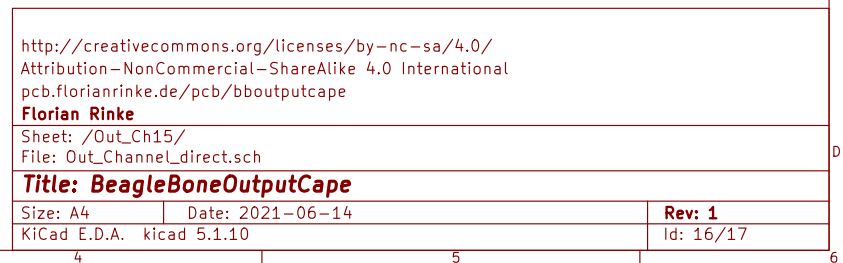 http://creativecommons.org/licenses/by-nc-sa/4.0/
Attribution-NonCommercial-ShareAlike 4.0 International
pcb.florianrinke.de/pcb/bboutputcape
Florian Rinke
Sheet: /Out_Ch15/
File: Out_Channel_direct.sch
D
Title: BeagleBoneOutputCape
Size: A4 Date: 2021-06-14 Rev: 1
KiCad E.D.A. kicad 5.1.10 Id: 16/17
4 5 6